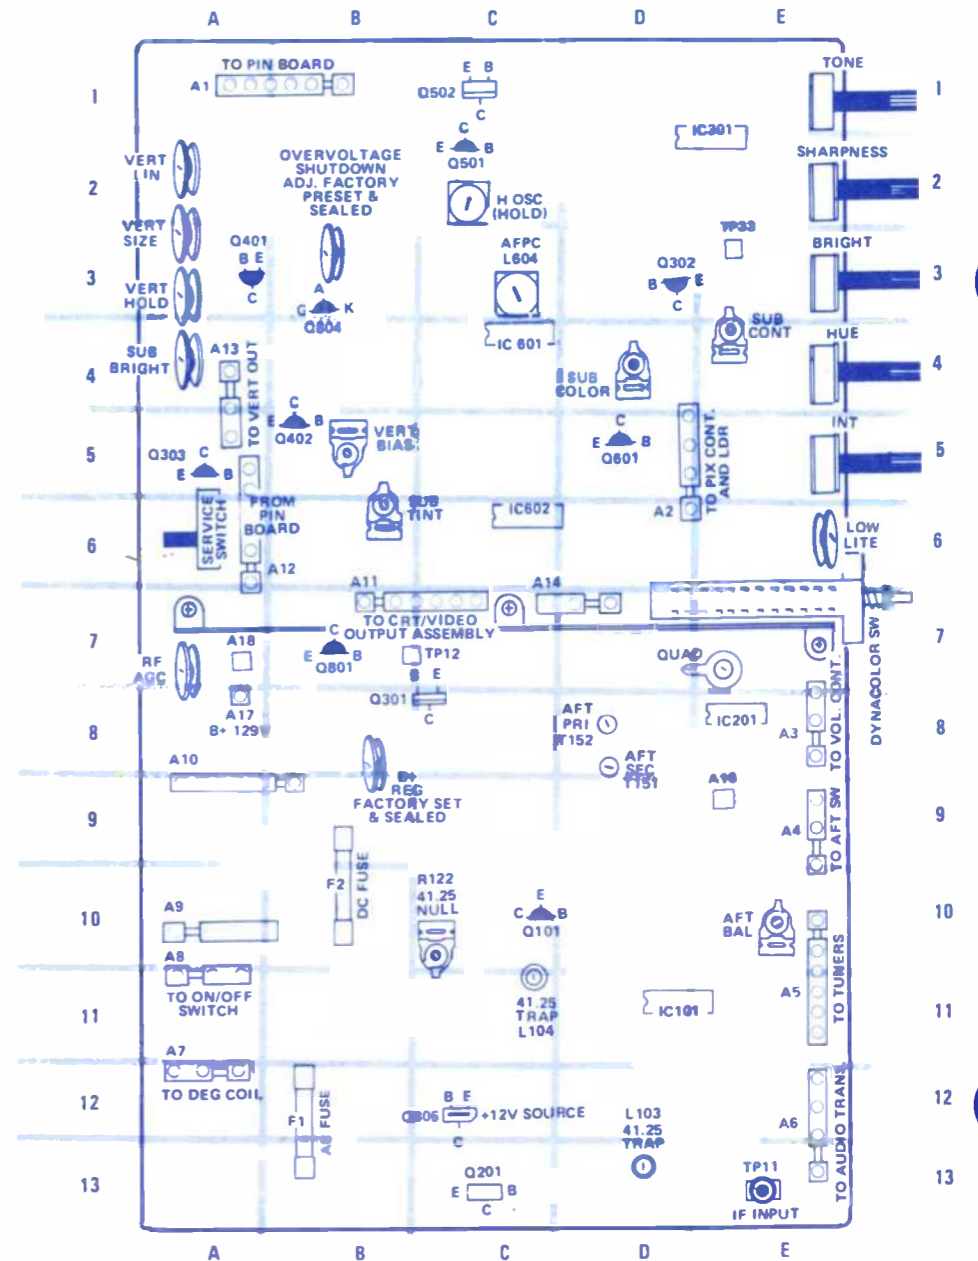 A B C D E
TO PIN BOARD
A1
E B
Q502
C
TONE
1 1
IC301
C
E B
Q501
VERT
LIN
OVERVOLTAGE
SHUTDOWN
ADJ. FACTORY
PRESET &
SEALED
SHARPNESS
2 2
H OSC
(HOLD)
VERT
SIZE
Q401
B E
C
AFPC
L604
TP33
BRIGHT
3 3
VERT
HOLD
A
G K
Q804
Q302
B E
C
SUB
CONT
IC 601
HUE
SUB
BRIGHT
A13
TO VERT OUT
SUB
COLOR
4 4
C
E B
Q402
VERT
BIAS
C
E B
Q601
TO PIX CONT.
AND LDR
INT
5 5
Q303
C
E B
FROM
PIN
BOARD
SERVICE
SWITCH
SUB
TINT
IC602
A2
LOW
LITE
6 6
A12
A11
A14
TO CRT/VIDEO
OUTPUT ASSEMBLY
7 7
A18
C
E B
Q801
TP12
QUAD
DYNACOLOR SW
RF
AGC
B E
Q301
C
A17
B+ 129
AFT
PRI
T152
IC201
A3
TO VOL. CONT.
8 8
A10
AFT
SEC
T151
A16
B+
REG
FACTORY SET
& SEALED
A4
TO AFT SW
9 9
F2
DC FUSE
R122
41.25
NULL
A9
E
C B
Q101
AFT
BAL
10 10
A8
TO ON/OFF
SWITCH
41.25
TRAP
L104
IC101
A5
TO TUNERS
11 11
A7
TO DEG COIL
F1
FUSE
B E
+12V SOURCE
C
L103
41.25
TRAP
A6
TO AUDIO TRANS
12 12
Q201
E B
C
TP11
IF INPUT
13 13
A B C D E